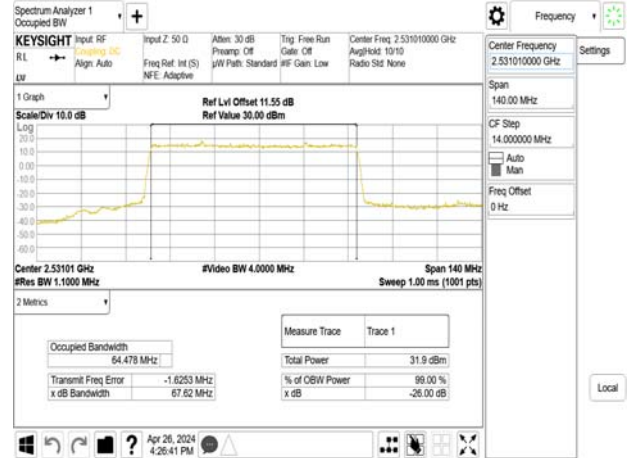 Spectrum Analyzer 1
Occupied BW
Frequency
KEYSIGHT
RL
Input: RF
Coupling: DC
Align: Auto
Input Z: 50 Ω
Freq Ref: Int (S)
NFE: Adaptive
Atten: 30 dB
Preamp: Off
µW Path: Standard
Trig: Free Run
Gate: Off
#IF Gain: Low
Center Freq: 2.531010000 GHz
Avg|Hold: 10/10
Radio Std: None
Center Frequency
2.531010000 GHz
Settings
Span
140.00 MHz
CF Step
14.000000 MHz
Auto
Man
Freq Offset
0 Hz
Local
1 Graph
Scale/Div 10.0 dB
Ref Lvl Offset 11.55 dB
Ref Value 30.00 dBm
Log
20.0
10.0
0.00
-10.0
-20.0
-30.0
-40.0
-50.0
-60.0
Center 2.53101 GHz
#Res BW 1.1000 MHz
#Video BW 4.0000 MHz
Span 140 MHz
Sweep 1.00 ms (1001 pts)
2 Metrics
Measure Trace Trace 1
Occupied Bandwidth
64.478 MHz
Total Power 31.9 dBm
Transmit Freq Error -1.6253 MHz
% of OBW Power 99.00 %
x dB Bandwidth 67.62 MHz
x dB -26.00 dB
Apr 26, 2024
4:26:41 PM